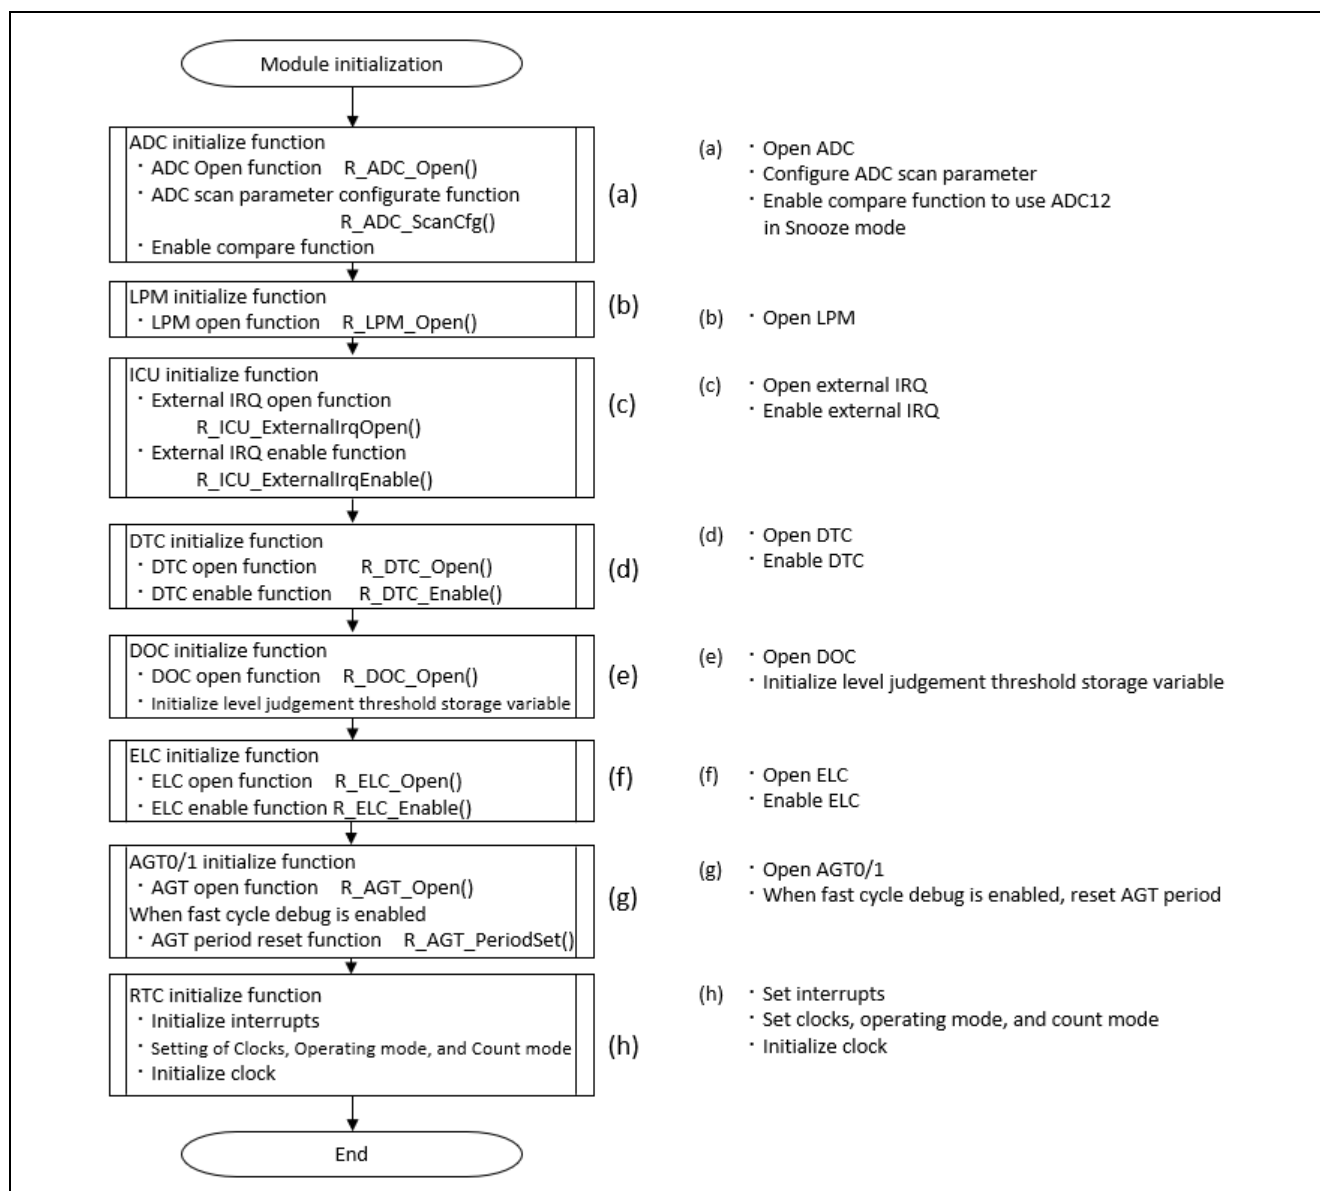 Module initialization
ADC initialize function
・ADC Open function R_ADC_Open()
・ADC scan parameter configurate function
R_ADC_ScanCfg()
・Enable compare function
(a)
(a) ・Open ADC
・Configure ADC scan parameter
・Enable compare function to use ADC12
in Snooze mode
LPM initialize function
・LPM open function R_LPM_Open()
(b)
(b) ・Open LPM
ICU initialize function
・External IRQ open function
R_ICU_ExternalIrqOpen()
・External IRQ enable function
R_ICU_ExternalIrqEnable()
(c)
(c) ・Open external IRQ
・Enable external IRQ
DTC initialize function
・DTC open function R_DTC_Open()
・DTC enable function R_DTC_Enable()
(d)
(d) ・Open DTC
・Enable DTC
DOC initialize function
・DOC open function R_DOC_Open()
・Initialize level judgement threshold storage variable
(e)
(e) ・Open DOC
・Initialize level judgement threshold storage variable
ELC initialize function
・ELC open function R_ELC_Open()
・ELC enable function R_ELC_Enable()
(f)
(f) ・Open ELC
・Enable ELC
AGT0/1 initialize function
・AGT open function R_AGT_Open()
When fast cycle debug is enabled
・AGT period reset function R_AGT_PeriodSet()
(g)
(g) ・Open AGT0/1
・When fast cycle debug is enabled, reset AGT period
RTC initialize function
・Initialize interrupts
・Setting of Clocks, Operating mode, and Count mode
・Initialize clock
(h)
(h) ・Set interrupts
・Set clocks, operating mode, and count mode
・Initialize clock
End